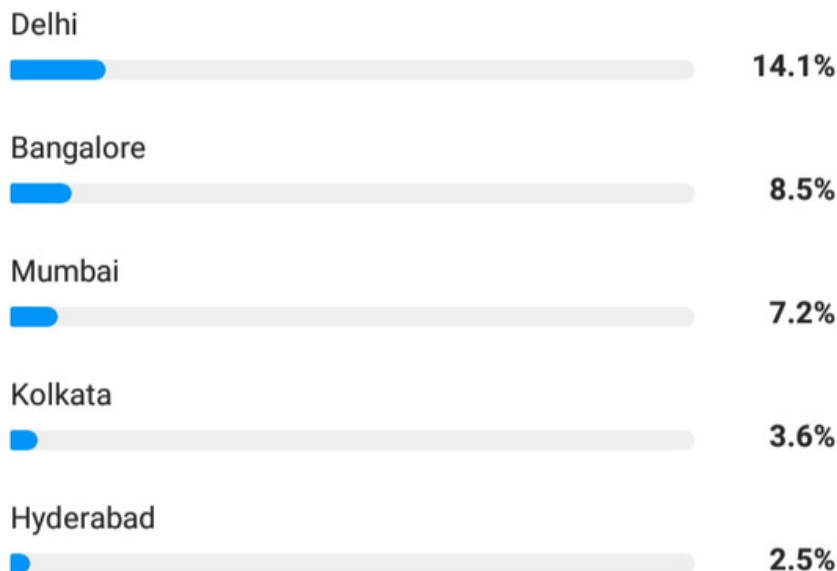 Delhi
14.1%
Bangalore
8.5%
Mumbai
7.2%
Kolkata
3.6%
Hyderabad
2.5%